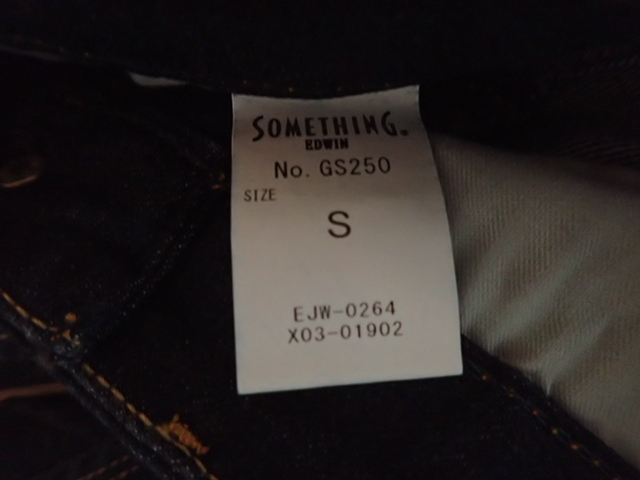 SOMETHING®
EDWIN
No. GS250
SIZE
S
EJW-0264
X03-01902